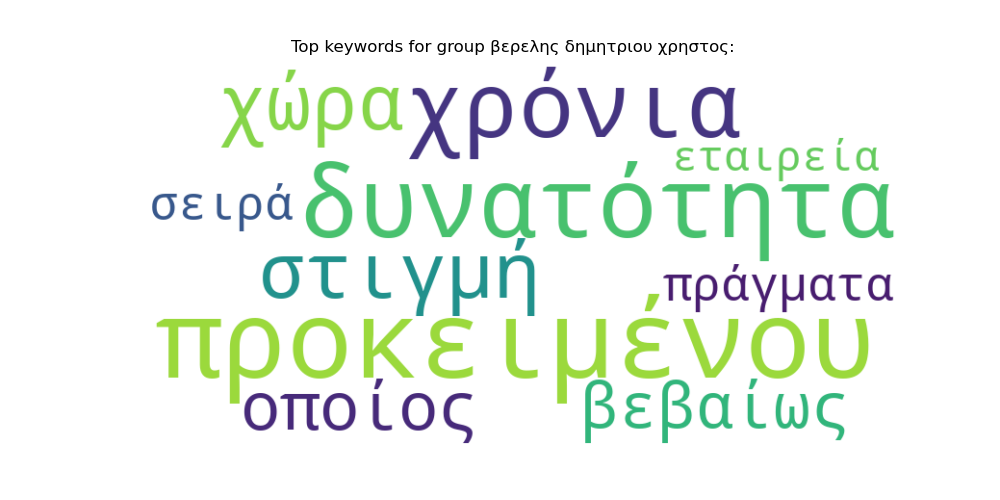 Top keywords for group βερελης δημητριου χρηστος:
χώρα χρόνια
εταιρεία
σειρά δυνατότητα
στιγμή πράγματα
προκειμένου
οποίος βεβαίως